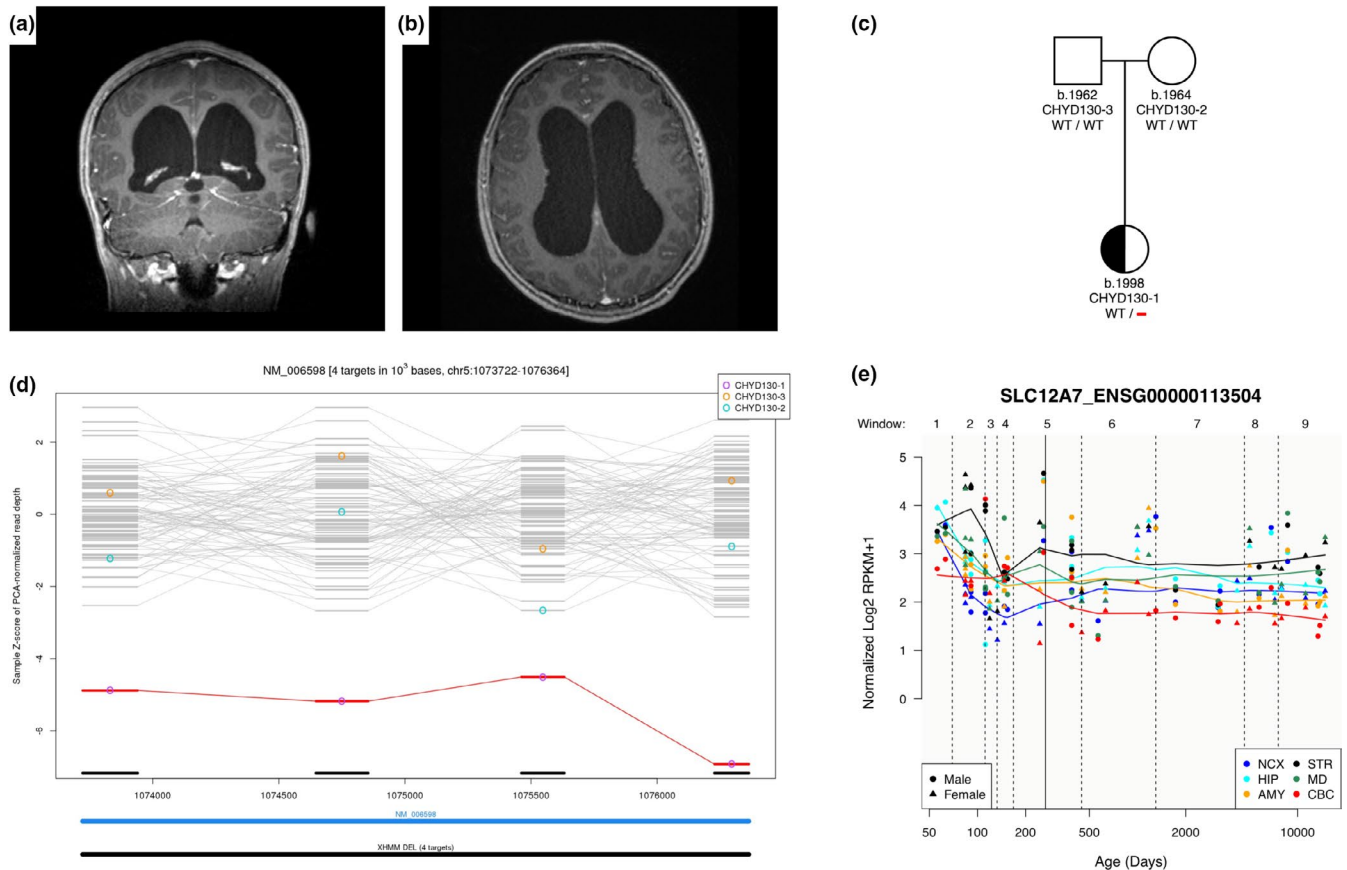 (a)
(b)
(c)
b.1962
CHYD130-3
WT / WT
b.1964
CHYD130-2
WT / WT
b.1998
CHYD130-1
WT / –
(d)
NM_006598 [4 targets in 10³ bases, chr5:1073722-1076364]
CHYD130-1
CHYD130-3
CHYD130-2
Sample Z-score of PCA-normalized read depth
2
0
-2
-4
-6
1074000 1074500 1075000 1075500 1076000
NM_006598
XHMM DEL (4 targets)
(e)
SLC12A7_ENSG00000113504
Window: 1 2 3 4 5 6 7 8 9
Normalized Log2 RPKM+1
5
4
3
2
1
0
Male
Female
NCX STR
HIP MD
AMY CBC
50 100 200 500 2000 10000
Age (Days)